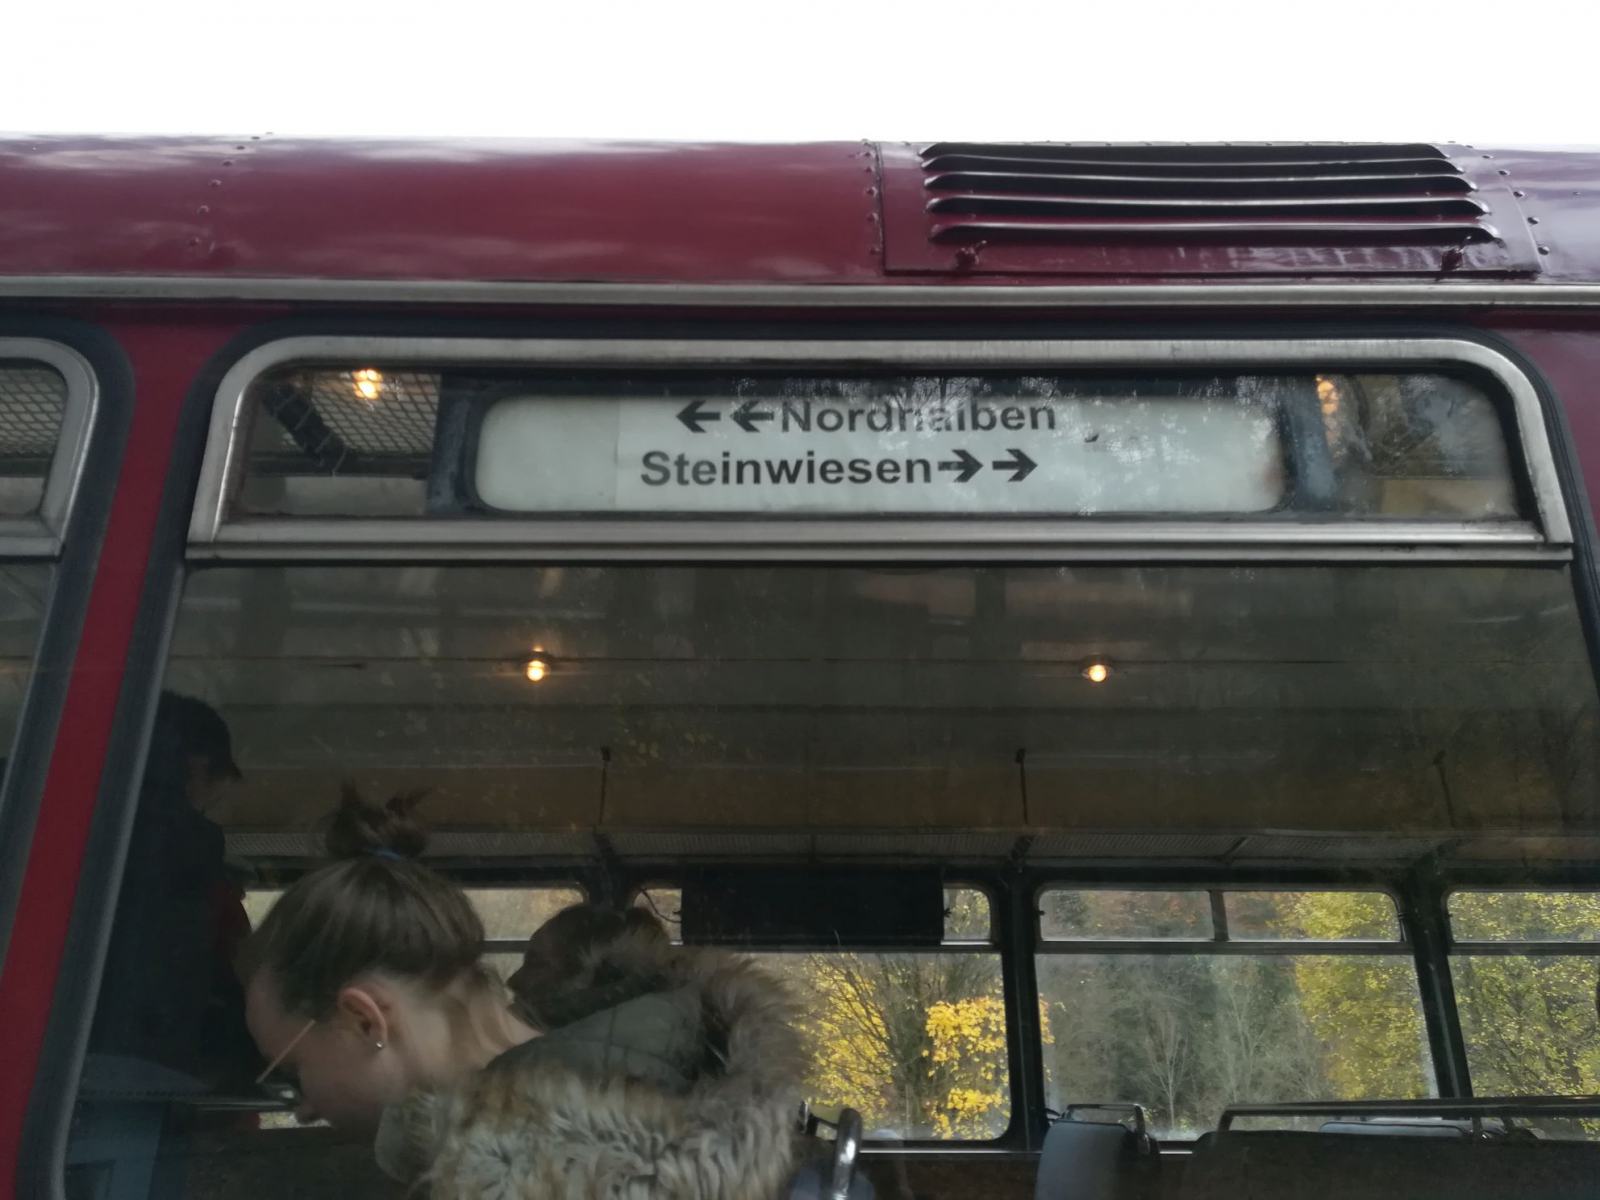 ←←Nordhalben
Steinwiesen→→